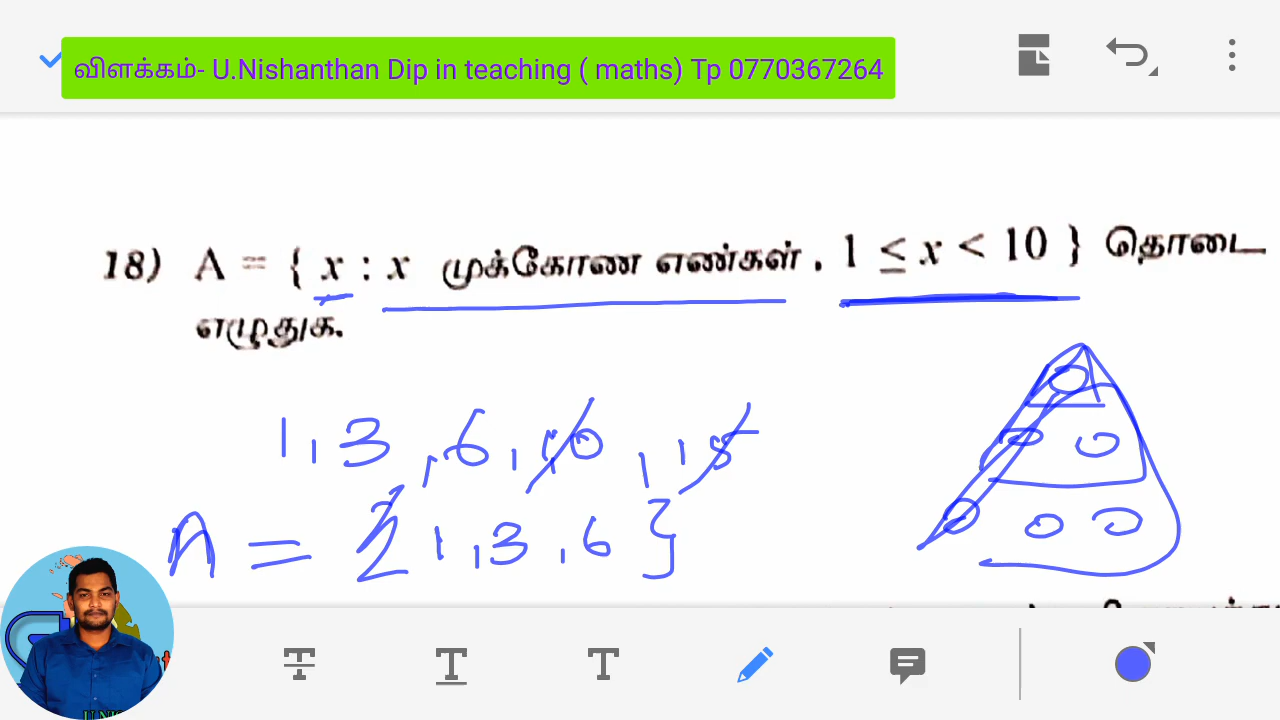 விளக்கம்- U.Nishanthan Dip in teaching ( maths) Tp 0770367264
18) A = { x : x முக்கோண எண்கள் , 1 ≤ x < 10 } தொடை
எழுதுக.
1, 3, 6, 10, 15
A = { 1, 3, 6 }
T T T